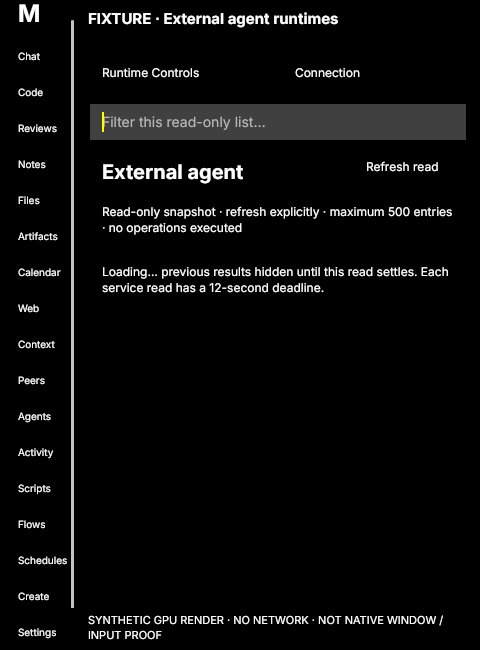 M
Chat
Code
Reviews
Notes
Files
Artifacts
Calendar
Web
Context
Peers
Agents
Activity
Scripts
Flows
Schedules
Create
Settings
FIXTURE · External agent runtimes
Runtime Controls
Connection
Filter this read-only list...
External agent
Refresh read
Read-only snapshot · refresh explicitly · maximum 500 entries
· no operations executed
Loading... previous results hidden until this read settles. Each
service read has a 12-second deadline.
SYNTHETIC GPU RENDER · NO NETWORK · NOT NATIVE WINDOW /
INPUT PROOF